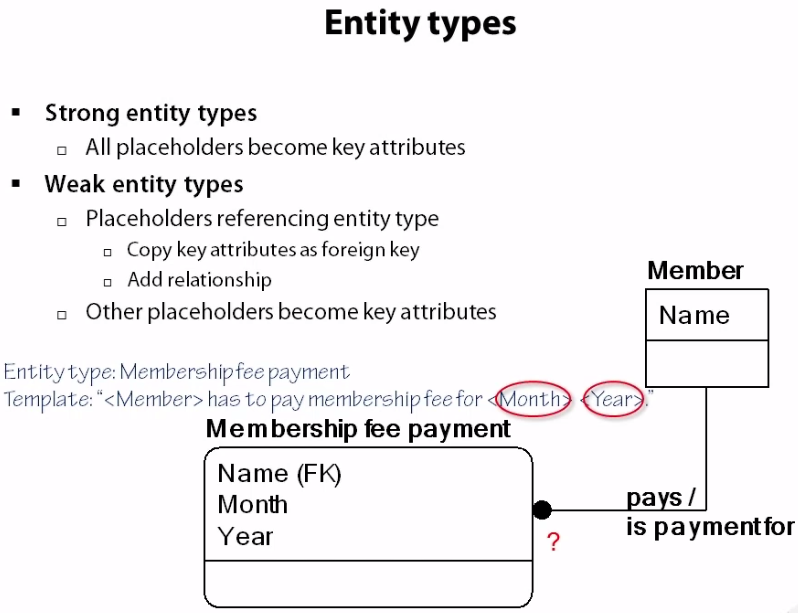 Entity types
▪ Strong entity types
□ All placeholders become key attributes
▪ Weak entity types
□ Placeholders referencing entity type
□ Copy key attributes as foreign key
□ Add relationship
□ Other placeholders become key attributes
Member
Name
Entity type: Membership fee payment
Template: “<Member> has to pay membership fee for <Month> <Year>.”
Membership fee payment
Name (FK)
Month
Year
pays /
is payment for
?